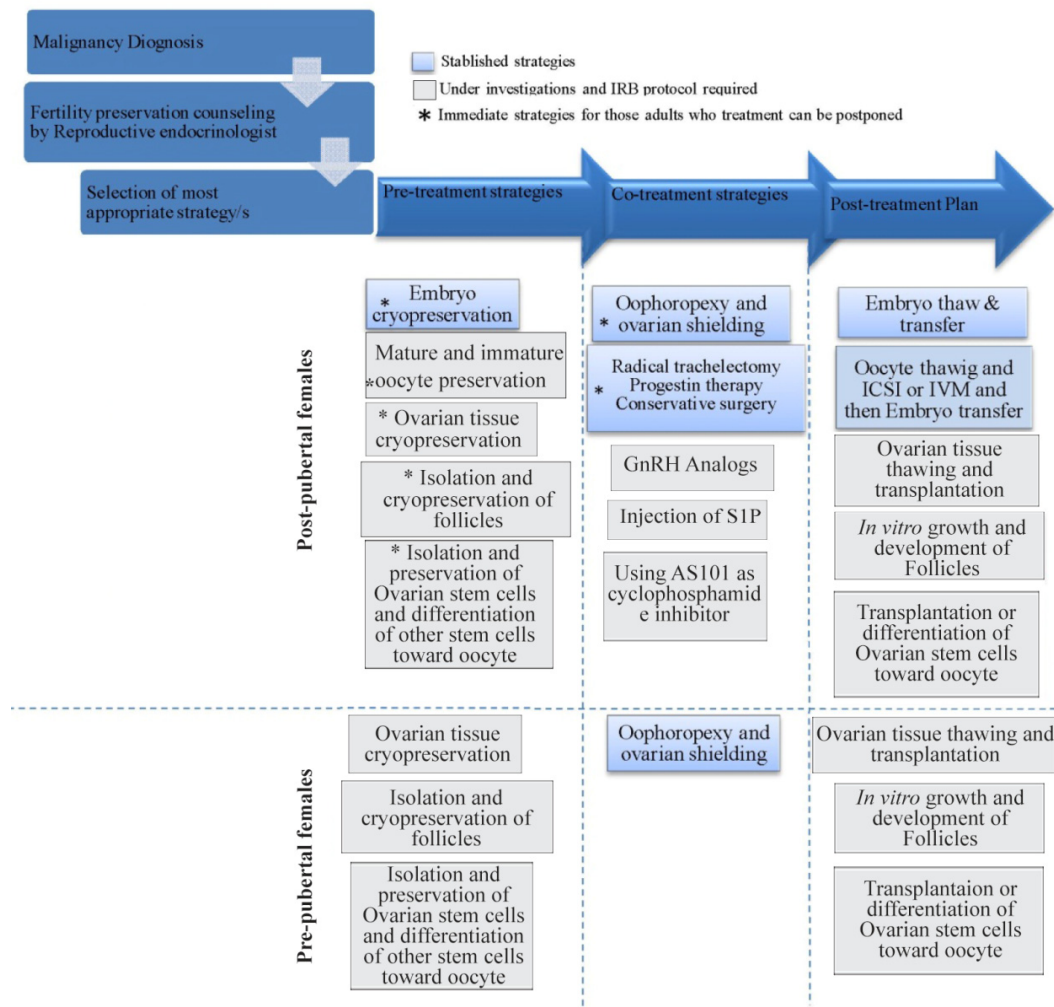 Malignancy Diognosis
Fertility preservation counseling
by Reproductive endocrinologist
Selection of most
appropriate strategy/s
Stablished strategies
Under investigations and IRB protocol required
* Immediate strategies for those adults who treatment can be postponed
Pre-treatment strategies
Co-treatment strategies
Post-treatment Plan
Post-pubertal females
Embryo
* cryopreservation
Mature and immature
*oocyte preservation
* Ovarian tissue
cryopreservation
* Isolation and
cryopreservation of
follicles
* Isolation and
preservation of
Ovarian stem cells
and differentiation
of other stem cells
toward oocyte
Oophoropexy and
* ovarian shielding
Radical trachelectomy
* Progestin therapy
Conservative surgery
GnRH Analogs
Injection of S1P
Using AS101 as
cyclophosphamid
e inhibitor
Embryo thaw &
transfer
Oocyte thawig and
ICSI or IVM and
then Embryo transfer
Ovarian tissue
thawing and
transplantation
In vitro growth and
development of
Follicles
Transplantation or
differentiation of
Ovarian stem cells
toward oocyte
Pre-pubertal females
Ovarian tissue
cryopreservation
Isolation and
cryopreservation of
follicles
Isolation and
preservation of
Ovarian stem cells
and differentiation
of other stem cells
toward oocyte
Oophoropexy and
ovarian shielding
Ovarian tissue thawing and
transplantation
In vitro growth and
development of
Follicles
Transplantaion or
differentiation of
Ovarian stem cells
toward oocyte